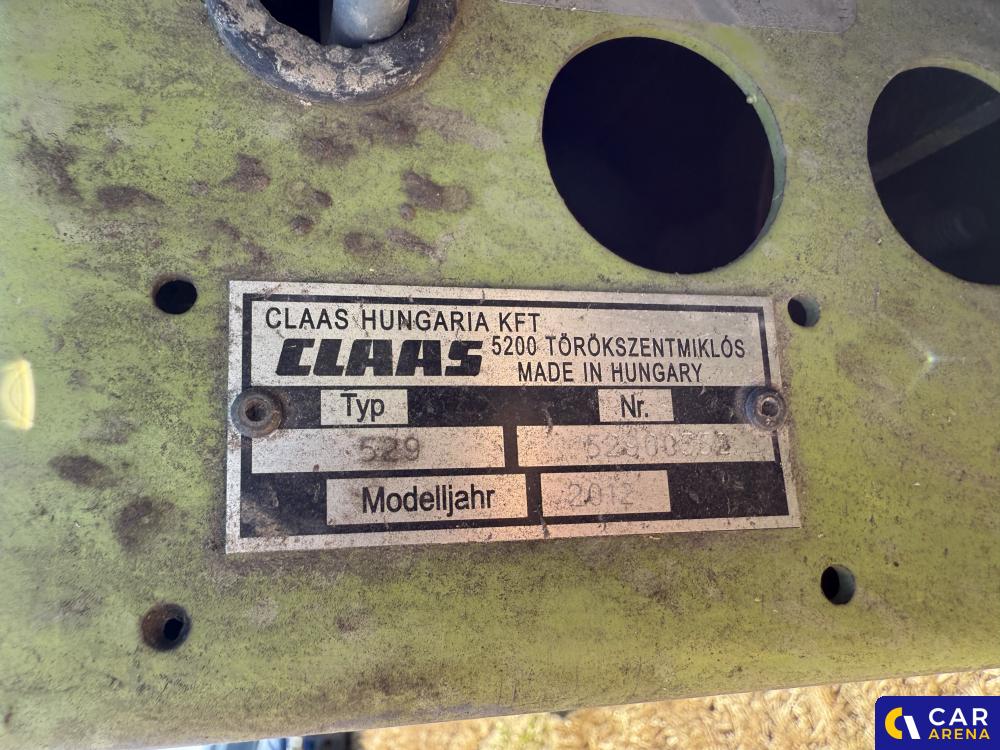 CLAAS HUNGARIA KFT
CLAAS 5200 TÖRÖKSZENTMIKLÓS
MADE IN HUNGARY
Typ Nr.
529
Modelljahr 2012
CAR
ARENA